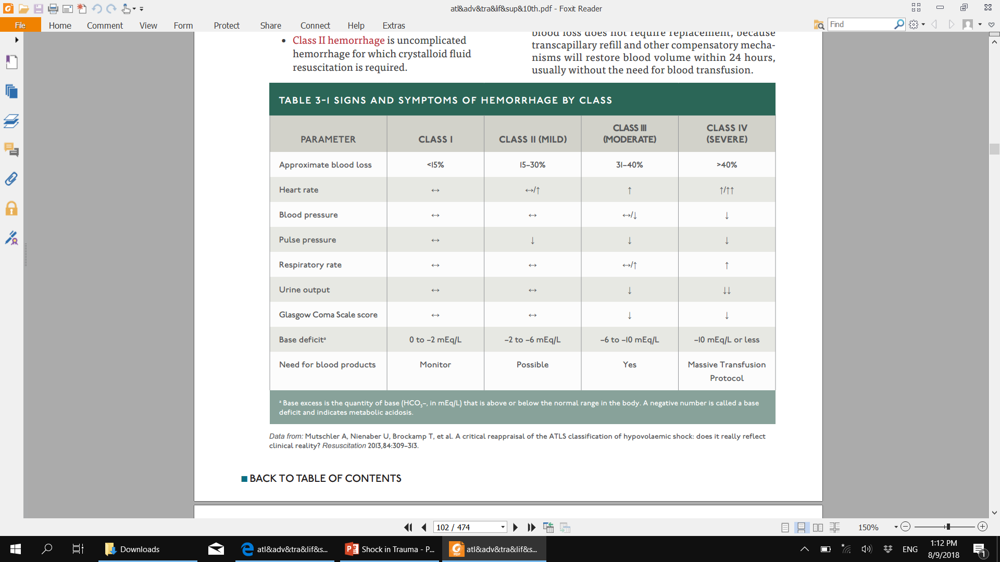 atl&adv&tra&lif&sup&10th.pdf - Foxit Reader
File Home Comment View Form Protect Share Connect Help Extras Find
• Class II hemorrhage is uncomplicated
hemorrhage for which crystalloid fluid
resuscitation is required.
blood loss does not require replacement, because
transcapillary refill and other compensatory mecha-
nisms will restore blood volume within 24 hours,
usually without the need for blood transfusion.
TABLE 3-1 SIGNS AND SYMPTOMS OF HEMORRHAGE BY CLASS
PARAMETER CLASS I CLASS II (MILD) CLASS III (MODERATE) CLASS IV (SEVERE)
Approximate blood loss <15% 15–30% 31–40% >40%
Heart rate ↔ ↔/↑ ↑ ↑/↑↑
Blood pressure ↔ ↔ ↔/↓ ↓
Pulse pressure ↔ ↓ ↓ ↓
Respiratory rate ↔ ↔ ↔/↑ ↑
Urine output ↔ ↔ ↓ ↓↓
Glasgow Coma Scale score ↔ ↔ ↓ ↓
Base deficitᵃ 0 to –2 mEq/L –2 to –6 mEq/L –6 to –10 mEq/L –10 mEq/L or less
Need for blood products Monitor Possible Yes Massive Transfusion Protocol
ᵃ Base excess is the quantity of base (HCO₃–, in mEq/L) that is above or below the normal range in the body. A negative number is called a base
deficit and indicates metabolic acidosis.
Data from: Mutschler A, Nienaber U, Brockamp T, et al. A critical reappraisal of the ATLS classification of hypovolaemic shock: does it really reflect
clinical reality? Resuscitation 2013,84:309–313.
■ BACK TO TABLE OF CONTENTS
102 / 474 150%
Downloads atl&adv&tra&lif&s... Shock in Trauma - P... atl&adv&tra&lif&s... ENG 1:12 PM
8/9/2018 1